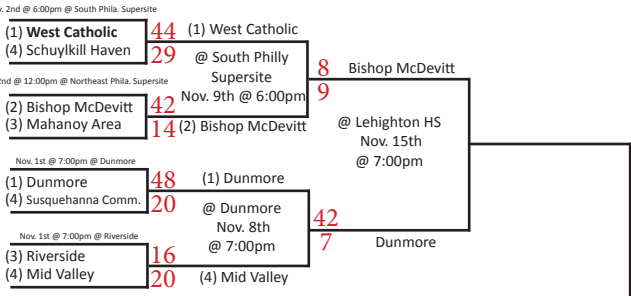 . 2nd @ 6:00pm @ South Phila. Supersite
(1) West Catholic 44
(4) Schuylkill Haven 29
(1) West Catholic
@ South Philly
Supersite
Nov. 9th @ 6:00pm
2nd @ 12:00pm @ Northeast Phila. Supersite
(2) Bishop McDevitt 42
(3) Mahanoy Area 14
(2) Bishop McDevitt
8
9
Bishop McDevitt
@ Lehighton HS
Nov. 15th
@ 7:00pm
Nov. 1st @ 7:00pm @ Dunmore
(1) Dunmore 48
(4) Susquehanna Comm. 20
(1) Dunmore
@ Dunmore
Nov. 8th
@ 7:00pm
Nov. 1st @ 7:00pm @ Riverside
(3) Riverside 16
(4) Mid Valley 20
(4) Mid Valley
42
7
Dunmore